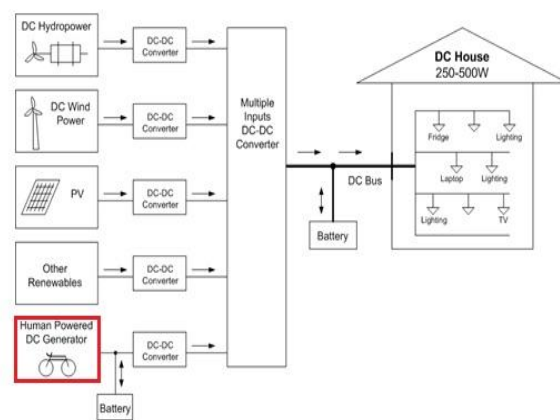 DC Hydropower
DC-DC
Converter
DC Wind
Power
DC-DC
Converter
PV
DC-DC
Converter
Other
Renewables
DC-DC
Converter
Human Powered
DC Generator
DC-DC
Converter
Battery
Multiple
Inputs
DC-DC
Converter
DC Bus
Battery
DC House
250-500W
Fridge
Lighting
Laptop
Lighting
Lighting
TV